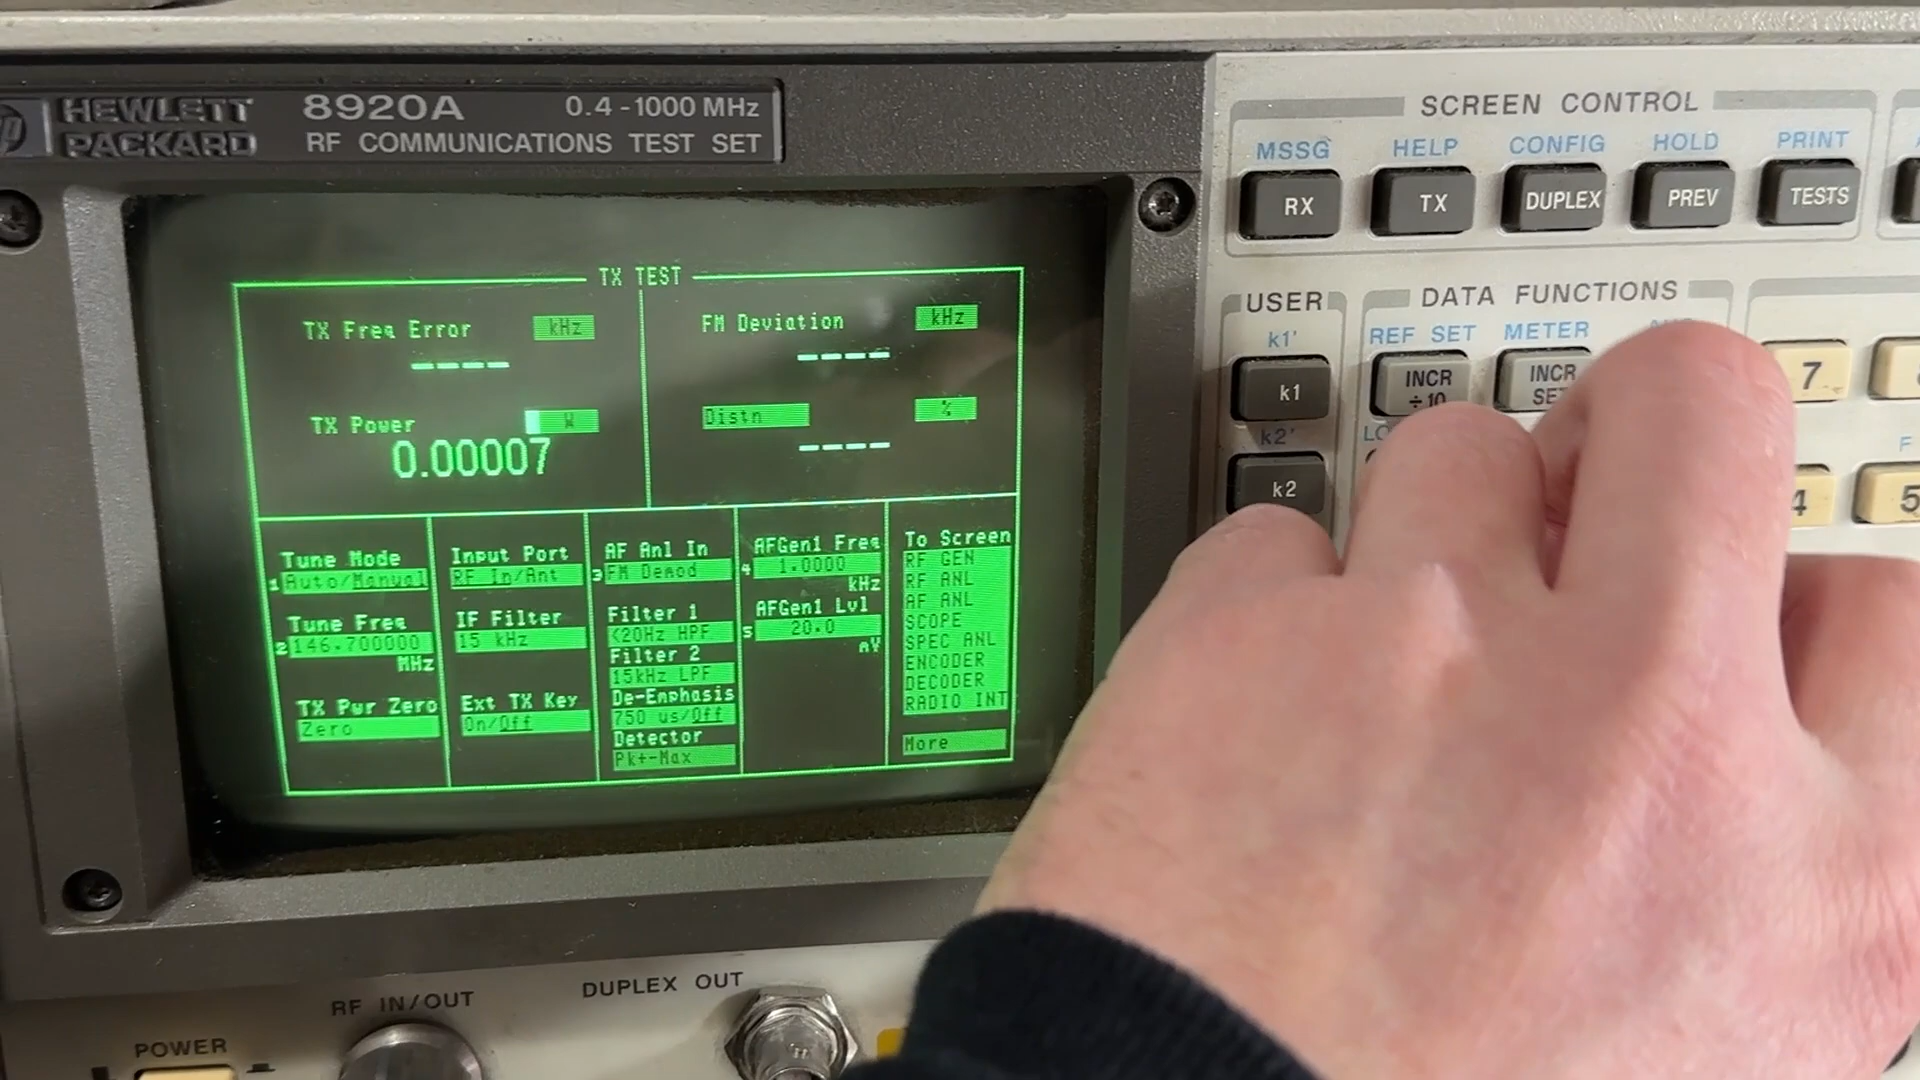 hp HEWLETT PACKARD
8920A 0.4 - 1000 MHz
RF COMMUNICATIONS TEST SET
TX TEST
TX Freq Error kHz
----
FM Deviation kHz
----
TX Power W
0.00007
Distn %
----
Tune Mode
1 Auto/Manual
Tune Freq
2 146.700000
MHz
TX Pwr Zero
Zero
Input Port
RF In/Ant
IF Filter
15 kHz
Ext TX Key
On/Off
AF Anl In
3 FM Demod
Filter 1
<20Hz HPF
Filter 2
15kHz LPF
De-Emphasis
750 us/Off
Detector
Pk+-Max
AFGen1 Freq
4 1.0000
kHz
AFGen1 Lvl
5 20.0
mV
To Screen
RF GEN
RF ANL
AF ANL
SCOPE
SPEC ANL
ENCODER
DECODER
RADIO INT
More
SCREEN CONTROL
MSSG HELP CONFIG HOLD PRINT
RX TX DUPLEX PREV TESTS
USER
k1'
k1
k2'
k2
DATA FUNCTIONS
REF SET METER
INCR ÷10
INCR SET
7
4 5
F
RF IN/OUT
DUPLEX OUT
POWER